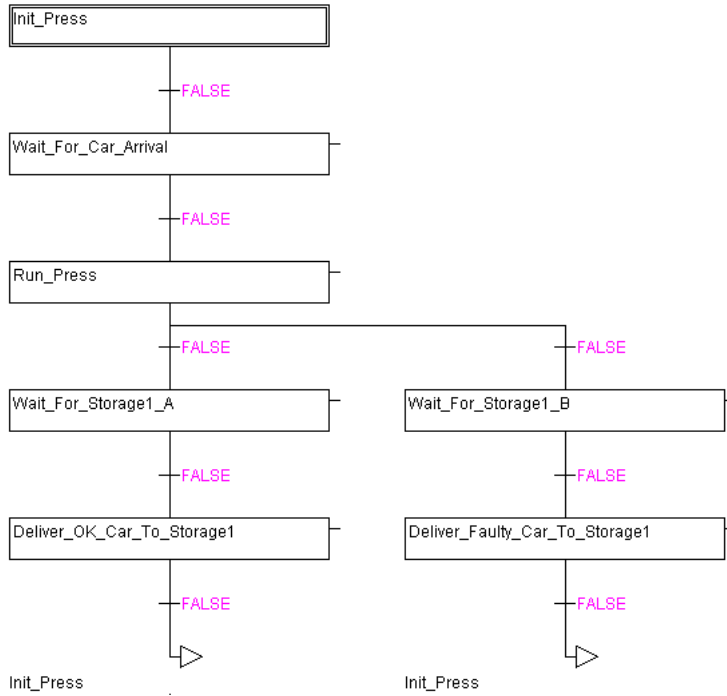 Init_Press
FALSE
Wait_For_Car_Arrival
FALSE
Run_Press
FALSE
FALSE
Wait_For_Storage1_A
Wait_For_Storage1_B
FALSE
FALSE
Deliver_OK_Car_To_Storage1
Deliver_Faulty_Car_To_Storage1
FALSE
FALSE
Init_Press
Init_Press